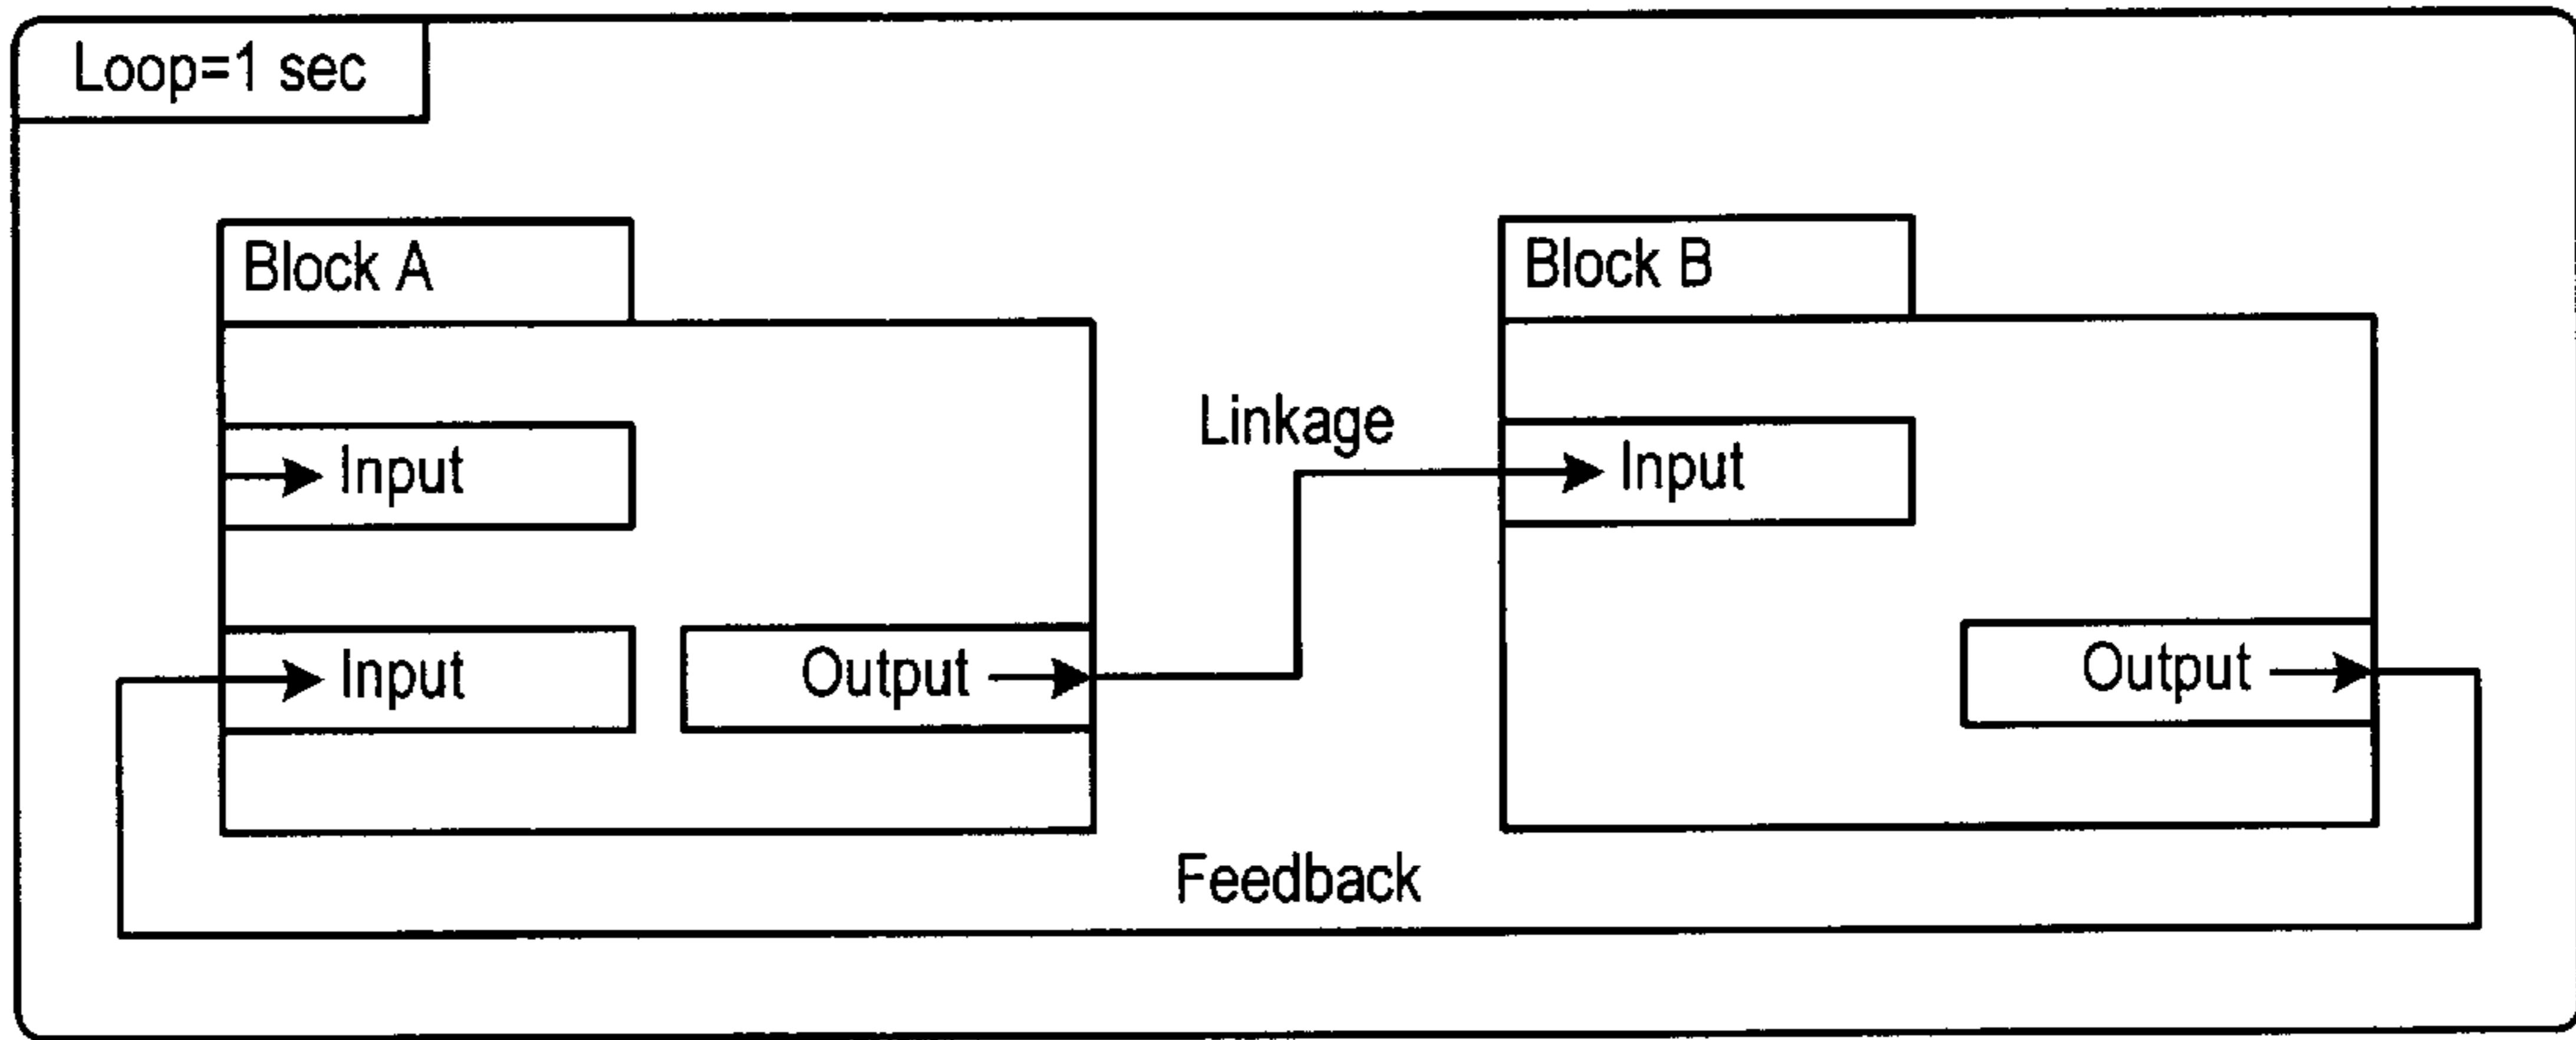 Loop=1 sec
Block A
Block B
Linkage
Input
Input
Input
Output
Output
Feedback